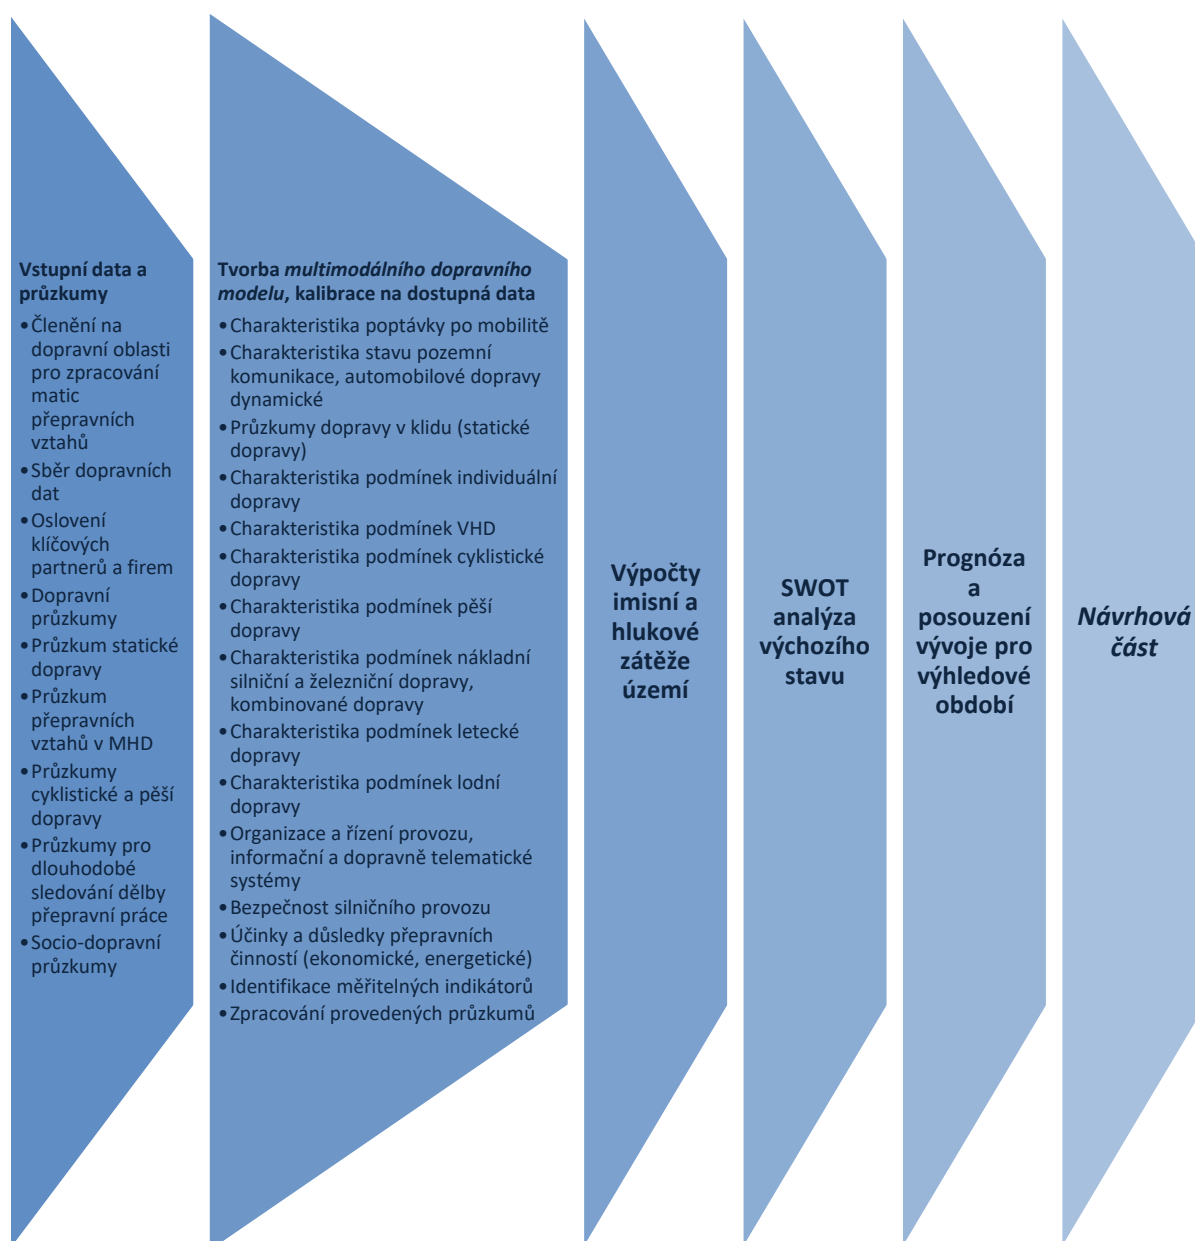 Vstupní data a
průzkumy
•Členění na
dopravní oblasti
pro zpracování
matic
přepravních
vztahů
•Sběr dopravních
dat
•Oslovení
klíčových
partnerů a firem
•Dopravní
průzkumy
•Průzkum statické
dopravy
•Průzkum
přepravních
vztahů v MHD
•Průzkumy
cyklistické a pěší
dopravy
•Průzkumy pro
dlouhodobé
sledování dělby
přepravní práce
•Socio-dopravní
průzkumy
Tvorba multimodálního dopravního
modelu, kalibrace na dostupná data
•Charakteristika poptávky po mobilitě
•Charakteristika stavu pozemní
komunikace, automobilové dopravy
dynamické
•Průzkumy dopravy v klidu (statické
dopravy)
•Charakteristika podmínek individuální
dopravy
•Charakteristika podmínek VHD
•Charakteristika podmínek cyklistické
dopravy
•Charakteristika podmínek pěší
dopravy
•Charakteristika podmínek nákladní
silniční a železniční dopravy,
kombinované dopravy
•Charakteristika podmínek letecké
dopravy
•Charakteristika podmínek lodní
dopravy
•Organizace a řízení provozu,
informační a dopravně telematické
systémy
•Bezpečnost silničního provozu
•Účinky a důsledky přepravních
činností (ekonomické, energetické)
•Identifikace měřitelných indikátorů
•Zpracování provedených průzkumů
Výpočty
imisní a
hlukové
zátěže
území
SWOT
analýza
výchozího
stavu
Prognóza
a
posouzení
vývoje pro
výhledové
období
Návrhová
část